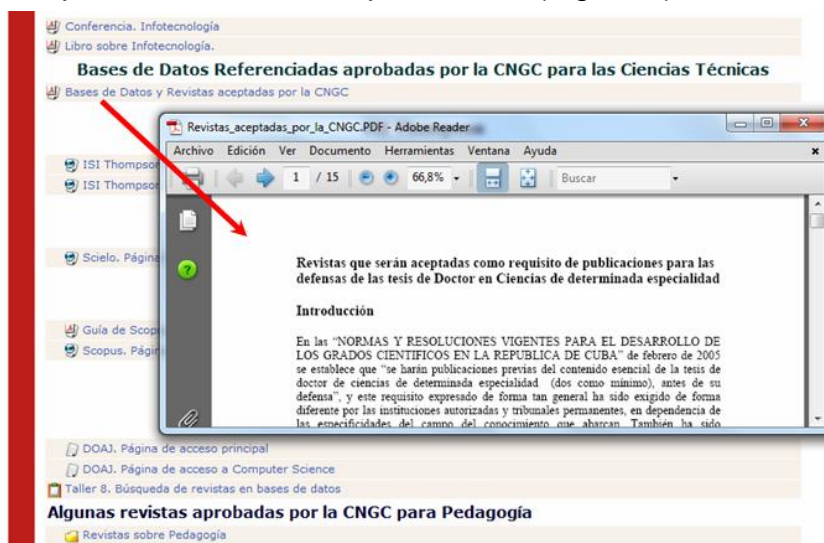 Conferencia. Infotecnología
Libro sobre Infotecnología.
Bases de Datos Referenciadas aprobadas por la CNGC para las Ciencias Técnicas
Bases de Datos y Revistas aceptadas por la CNGC
Revistas_aceptadas_por_la_CNGC.PDF - Adobe Reader
Archivo Edición Ver Documento Herramientas Ventana Ayuda
1 / 15 66,8% Buscar
ISI Thompson
ISI Thompson
Scielo. Página
Revistas que serán aceptadas como requisito de publicaciones para las
defensas de las tesis de Doctor en Ciencias de determinada especialidad
Introducción
En las “NORMAS Y RESOLUCIONES VIGENTES PARA EL DESARROLLO DE
LOS GRADOS CIENTIFICOS EN LA REPUBLICA DE CUBA” de febrero de 2005
se establece que “se harán publicaciones previas del contenido esencial de la tesis de
doctor de ciencias de determinada especialidad (dos como mínimo), antes de su
defensa”, y este requisito expresado de forma tan general ha sido exigido de forma
diferente por las instituciones autorizadas y tribunales permanentes, en dependencia de
las especificidades del campo del conocimiento que abarcan. También ha sido
Guía de Scop
Scopus. Págin
DOAJ. Página de acceso principal
DOAJ. Página de acceso a Computer Science
Taller 8. Búsqueda de revistas en bases de datos
Algunas revistas aprobadas por la CNGC para Pedagogía
Revistas sobre Pedagogía